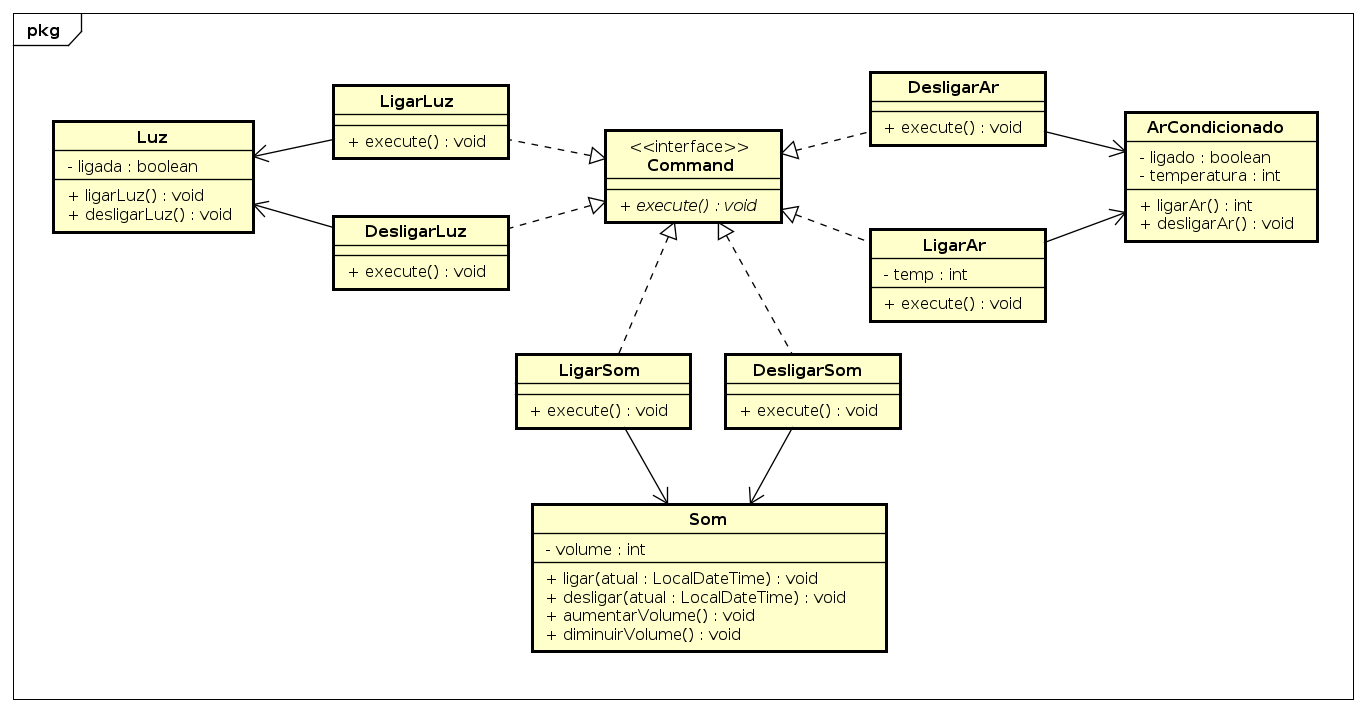 pkg
Luz
- ligada : boolean
+ ligarLuz() : void
+ desligarLuz() : void
LigarLuz
+ execute() : void
DesligarLuz
+ execute() : void
<<interface>>
Command
+ execute() : void
DesligarAr
+ execute() : void
LigarAr
- temp : int
+ execute() : void
ArCondicionado
- ligado : boolean
- temperatura : int
+ ligarAr() : int
+ desligarAr() : void
LigarSom
+ execute() : void
DesligarSom
+ execute() : void
Som
- volume : int
+ ligar(atual : LocalDateTime) : void
+ desligar(atual : LocalDateTime) : void
+ aumentarVolume() : void
+ diminuirVolume() : void